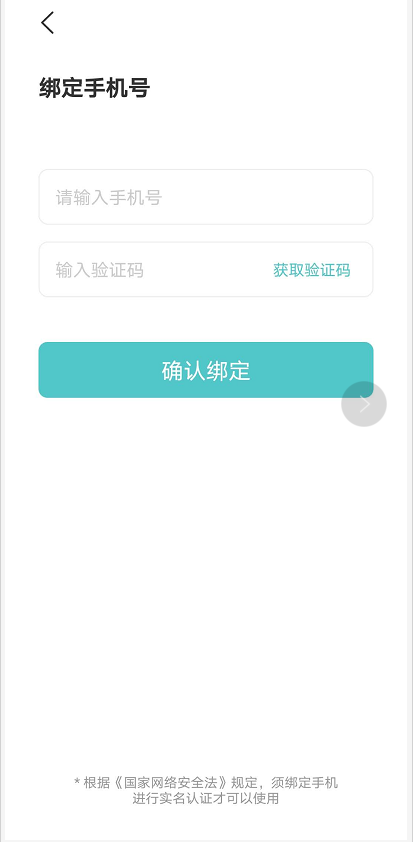 绑定手机号
请输入手机号
输入验证码 获取验证码
确认绑定
* 根据《国家网络安全法》规定，须绑定手机
进行实名认证才可以使用